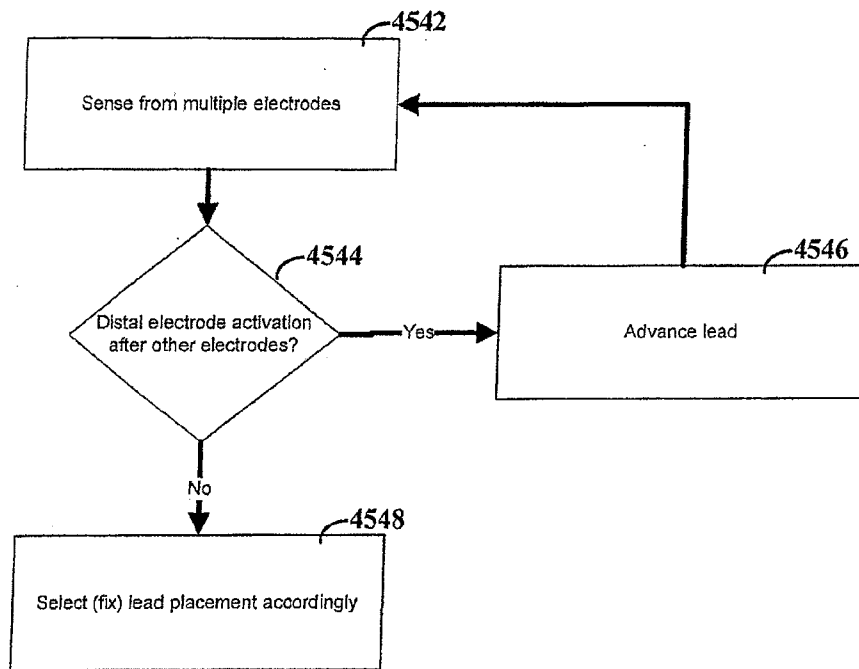 4542
Sense from multiple electrodes
4544
Distal electrode activation
after other electrodes?
Yes
4546
Advance lead
No
4548
Select (fix) lead placement accordingly